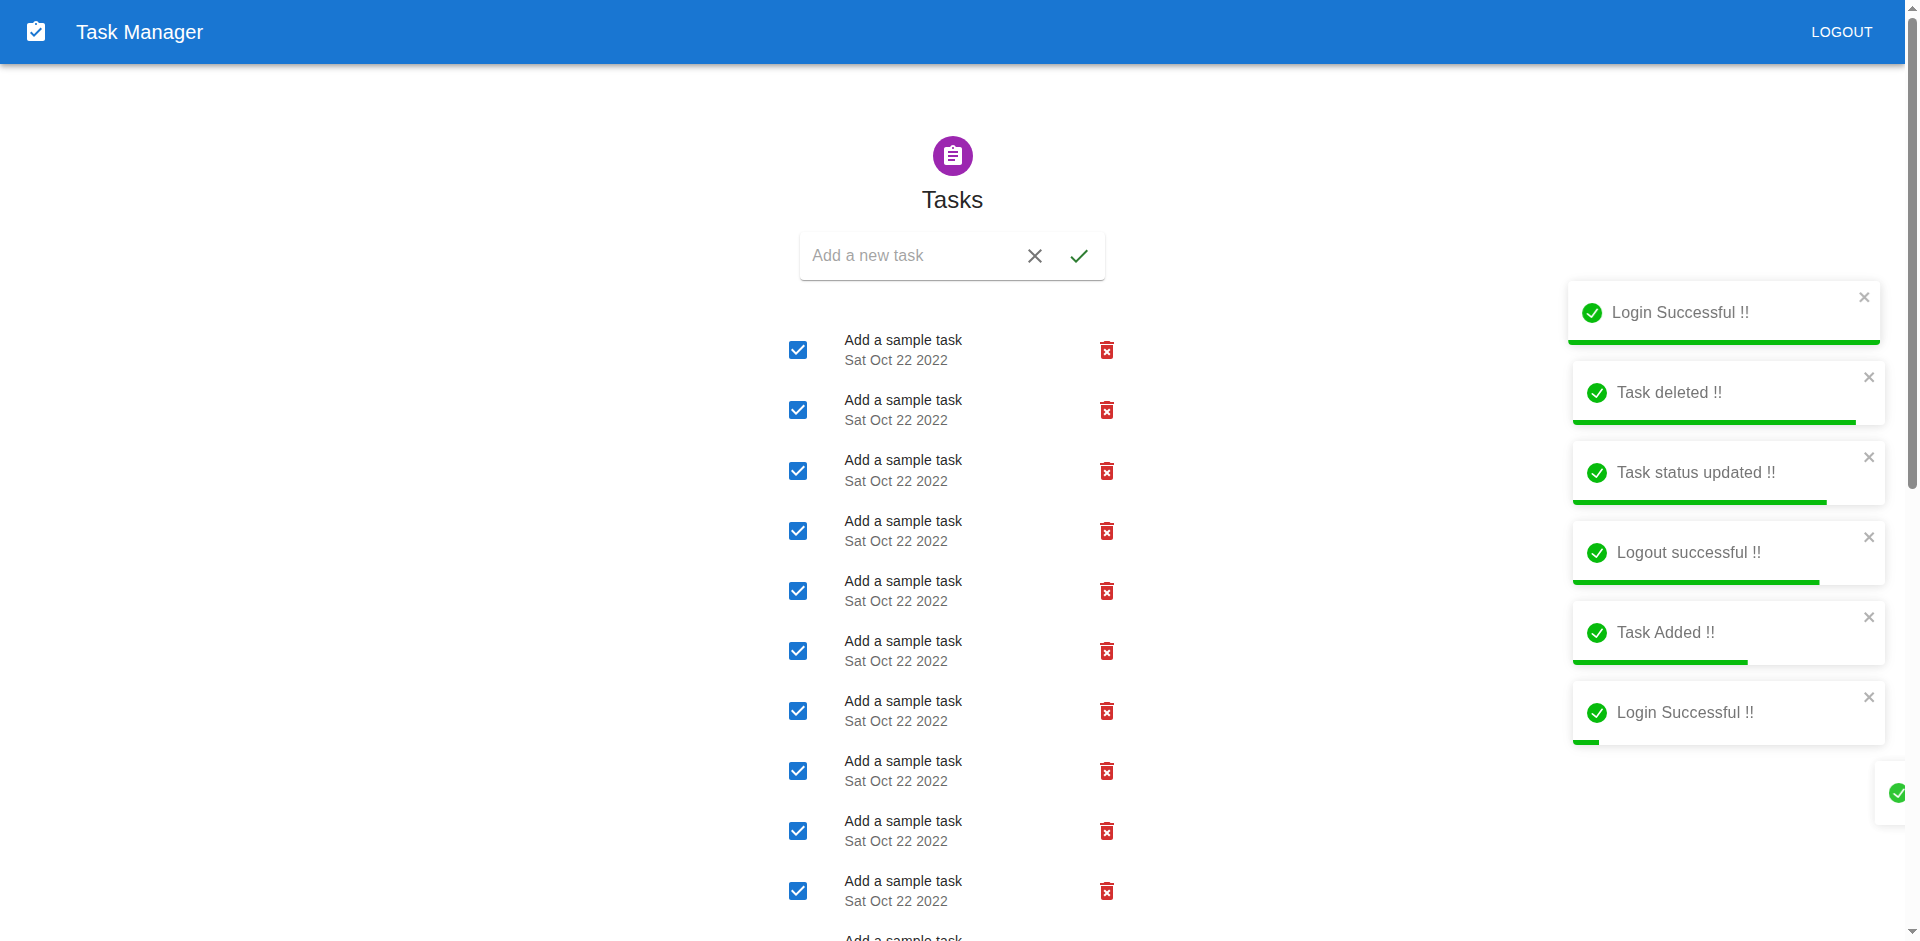 Task Manager
LOGOUT
Tasks
Add a new task
Add a sample task
Sat Oct 22 2022
Add a sample task
Sat Oct 22 2022
Add a sample task
Sat Oct 22 2022
Add a sample task
Sat Oct 22 2022
Add a sample task
Sat Oct 22 2022
Add a sample task
Sat Oct 22 2022
Add a sample task
Sat Oct 22 2022
Add a sample task
Sat Oct 22 2022
Add a sample task
Sat Oct 22 2022
Add a sample task
Sat Oct 22 2022
Add a sample task
Login Successful !!
Task deleted !!
Task status updated !!
Logout successful !!
Task Added !!
Login Successful !!